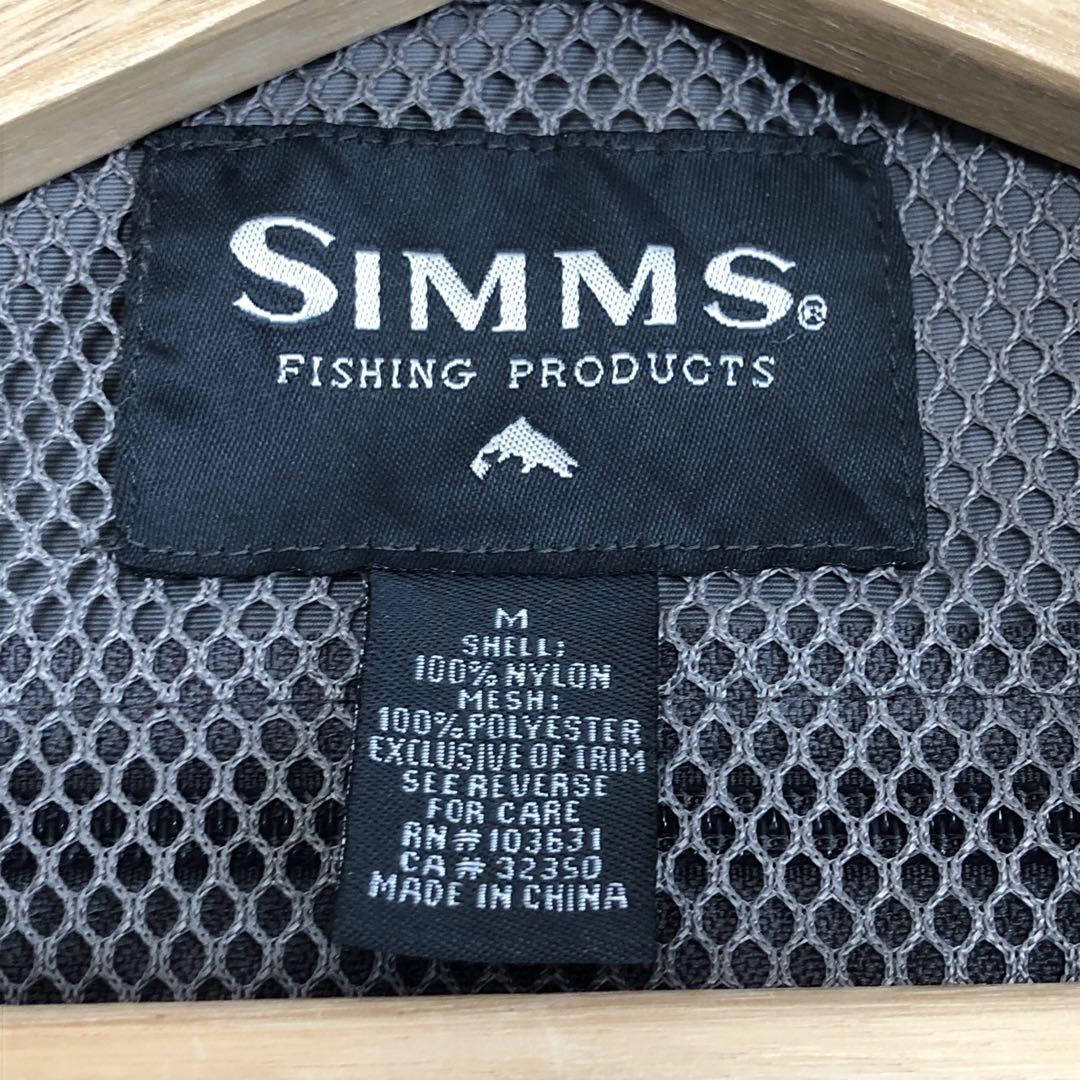 SIMMS®
FISHING PRODUCTS
M
SHELL:
100% NYLON
MESH:
100% POLYESTER
EXCLUSIVE OF TRIM
SEE REVERSE
FOR CARE
RN#103631
CA#32350
MADE IN CHINA